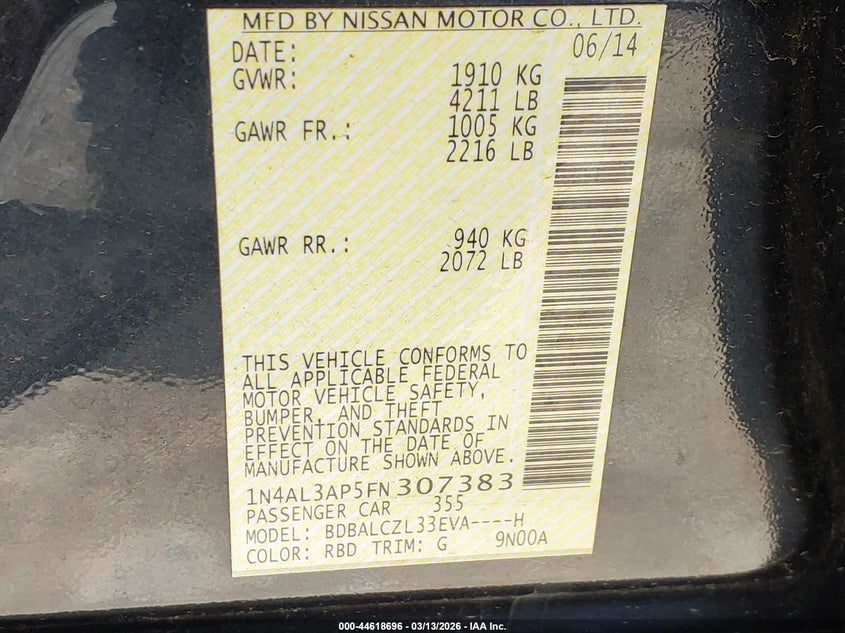 MFD BY NISSAN MOTOR CO., LTD.
DATE: 06/14
GVWR: 1910 KG
4211 LB
GAWR FR.: 1005 KG
2216 LB
GAWR RR.: 940 KG
2072 LB
THIS VEHICLE CONFORMS TO
ALL APPLICABLE FEDERAL
MOTOR VEHICLE SAFETY,
BUMPER, AND THEFT
PREVENTION STANDARDS IN
EFFECT ON THE DATE OF
MANUFACTURE SHOWN ABOVE.
1N4AL3AP5FN307383
PASSENGER CAR 355
MODEL: BDBALCZL33EVA----H
COLOR: RBD TRIM: G 9N00A
000-44618696 - 03/13/2026 - IAA Inc.